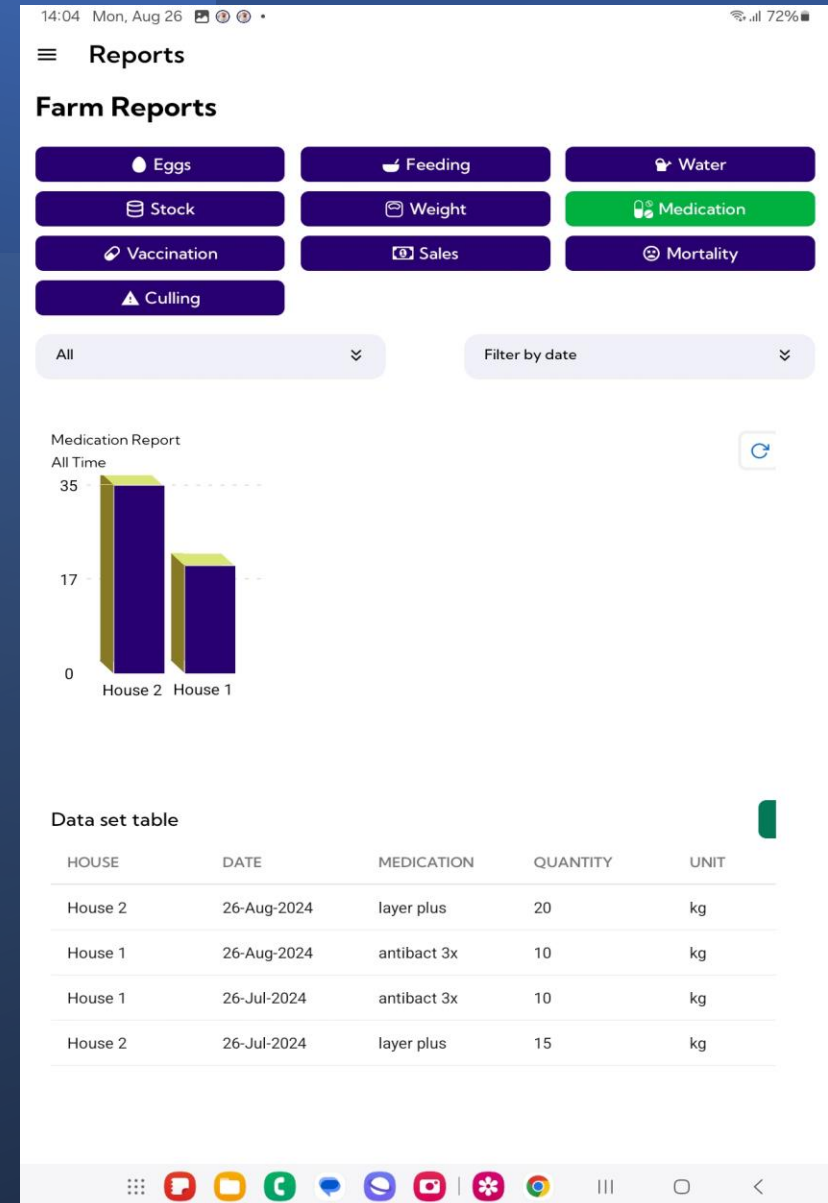 14:04 Mon, Aug 26 72%
Reports
Farm Reports
Eggs Feeding Water
Stock Weight Medication
Vaccination Sales Mortality
Culling
All Filter by date
Medication Report
All Time
35
17
0
House 2 House 1
Data set table
HOUSE DATE MEDICATION QUANTITY UNIT
House 2 26-Aug-2024 layer plus 20 kg
House 1 26-Aug-2024 antibact 3x 10 kg
House 1 26-Jul-2024 antibact 3x 10 kg
House 2 26-Jul-2024 layer plus 15 kg